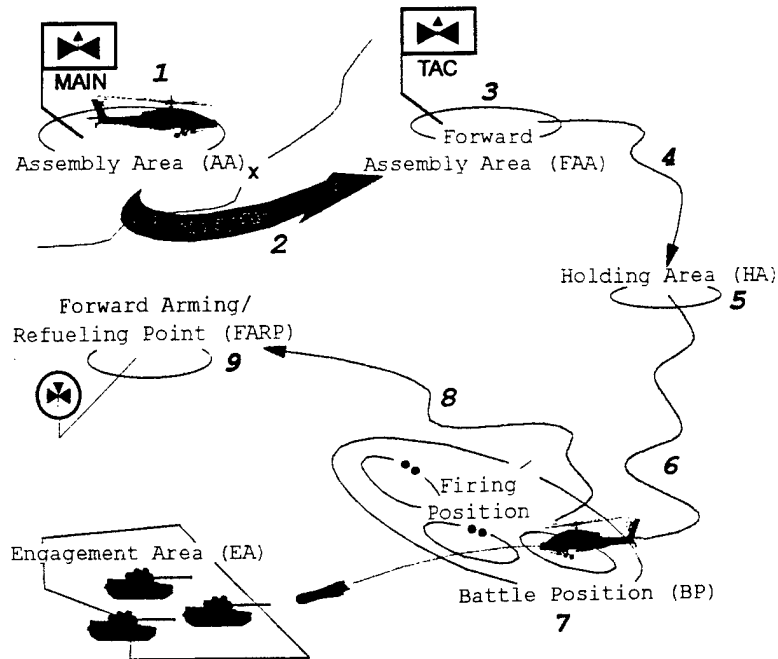 MAIN
1
TAC
3
Forward
Assembly Area (AA)
x
Assembly Area (FAA)
4
2
Holding Area (HA)
5
Forward Arming/
Refueling Point (FARP)
9
8
6
Firing
Position
Engagement Area (EA)
Battle Position (BP)
7